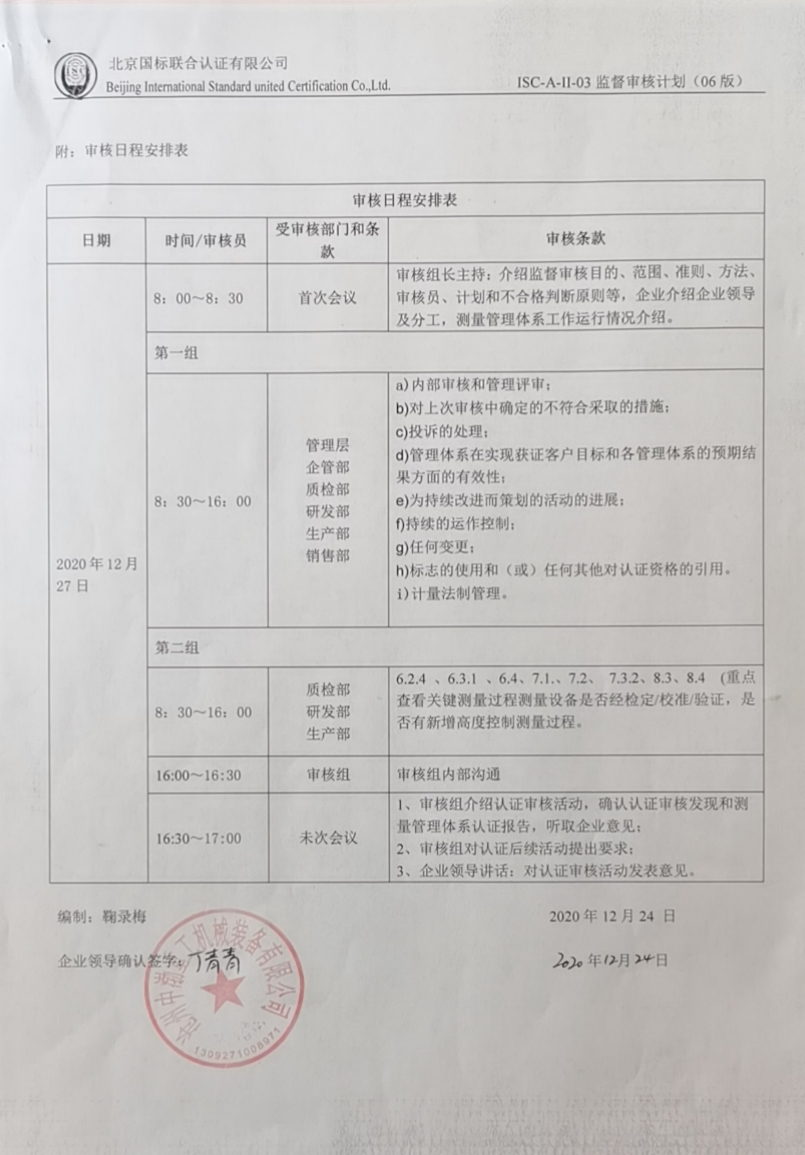 北京国标联合认证有限公司
Beijing International Standard united Certification Co.,Ltd.
ISC-A-II-03 监督审核计划（06 版）
附：审核日程安排表
审核日程安排表
日期
时间/审核员
受审核部门和条
款
审核条款
2020 年 12 月
27 日
8：00～8：30
首次会议
审核组长主持：介绍监督审核目的、范围、准则、方法、
审核员、计划和不合格判断原则等，企业介绍企业领导
及分工，测量管理体系工作运行情况介绍。
第一组
8：30～16：00
管理层
企管部
质检部
研发部
生产部
销售部
a)内部审核和管理评审；
b)对上次审核中确定的不符合采取的措施；
c)投诉的处理；
d)管理体系在实现获证客户目标和各管理体系的预期结
果方面的有效性；
e)为持续改进而策划的活动的进展；
f)持续的运作控制；
g)任何变更；
h)标志的使用和（或）任何其他对认证资格的引用。
i)计量法制管理。
第二组
8：30～16：00
质检部
研发部
生产部
6.2.4 、6.3.1 、6.4、7.1.、7.2、 7.3.2、8.3、8.4 （重点
查看关键测量过程测量设备是否经检定/校准/验证，是
否有新增高度控制测量过程。
16:00～16:30
审核组
审核组内部沟通
16:30～17:00
末次会议
1、审核组介绍认证审核活动，确认认证审核发现和测
量管理体系认证报告，听取企业意见；
2、审核组对认证后续活动提出要求；
3、企业领导讲话：对认证审核活动发表意见。
编制：鞠录梅
2020 年 12 月 24 日
企业领导确认签字：丁青青
2020 年12月24日
1309271008971